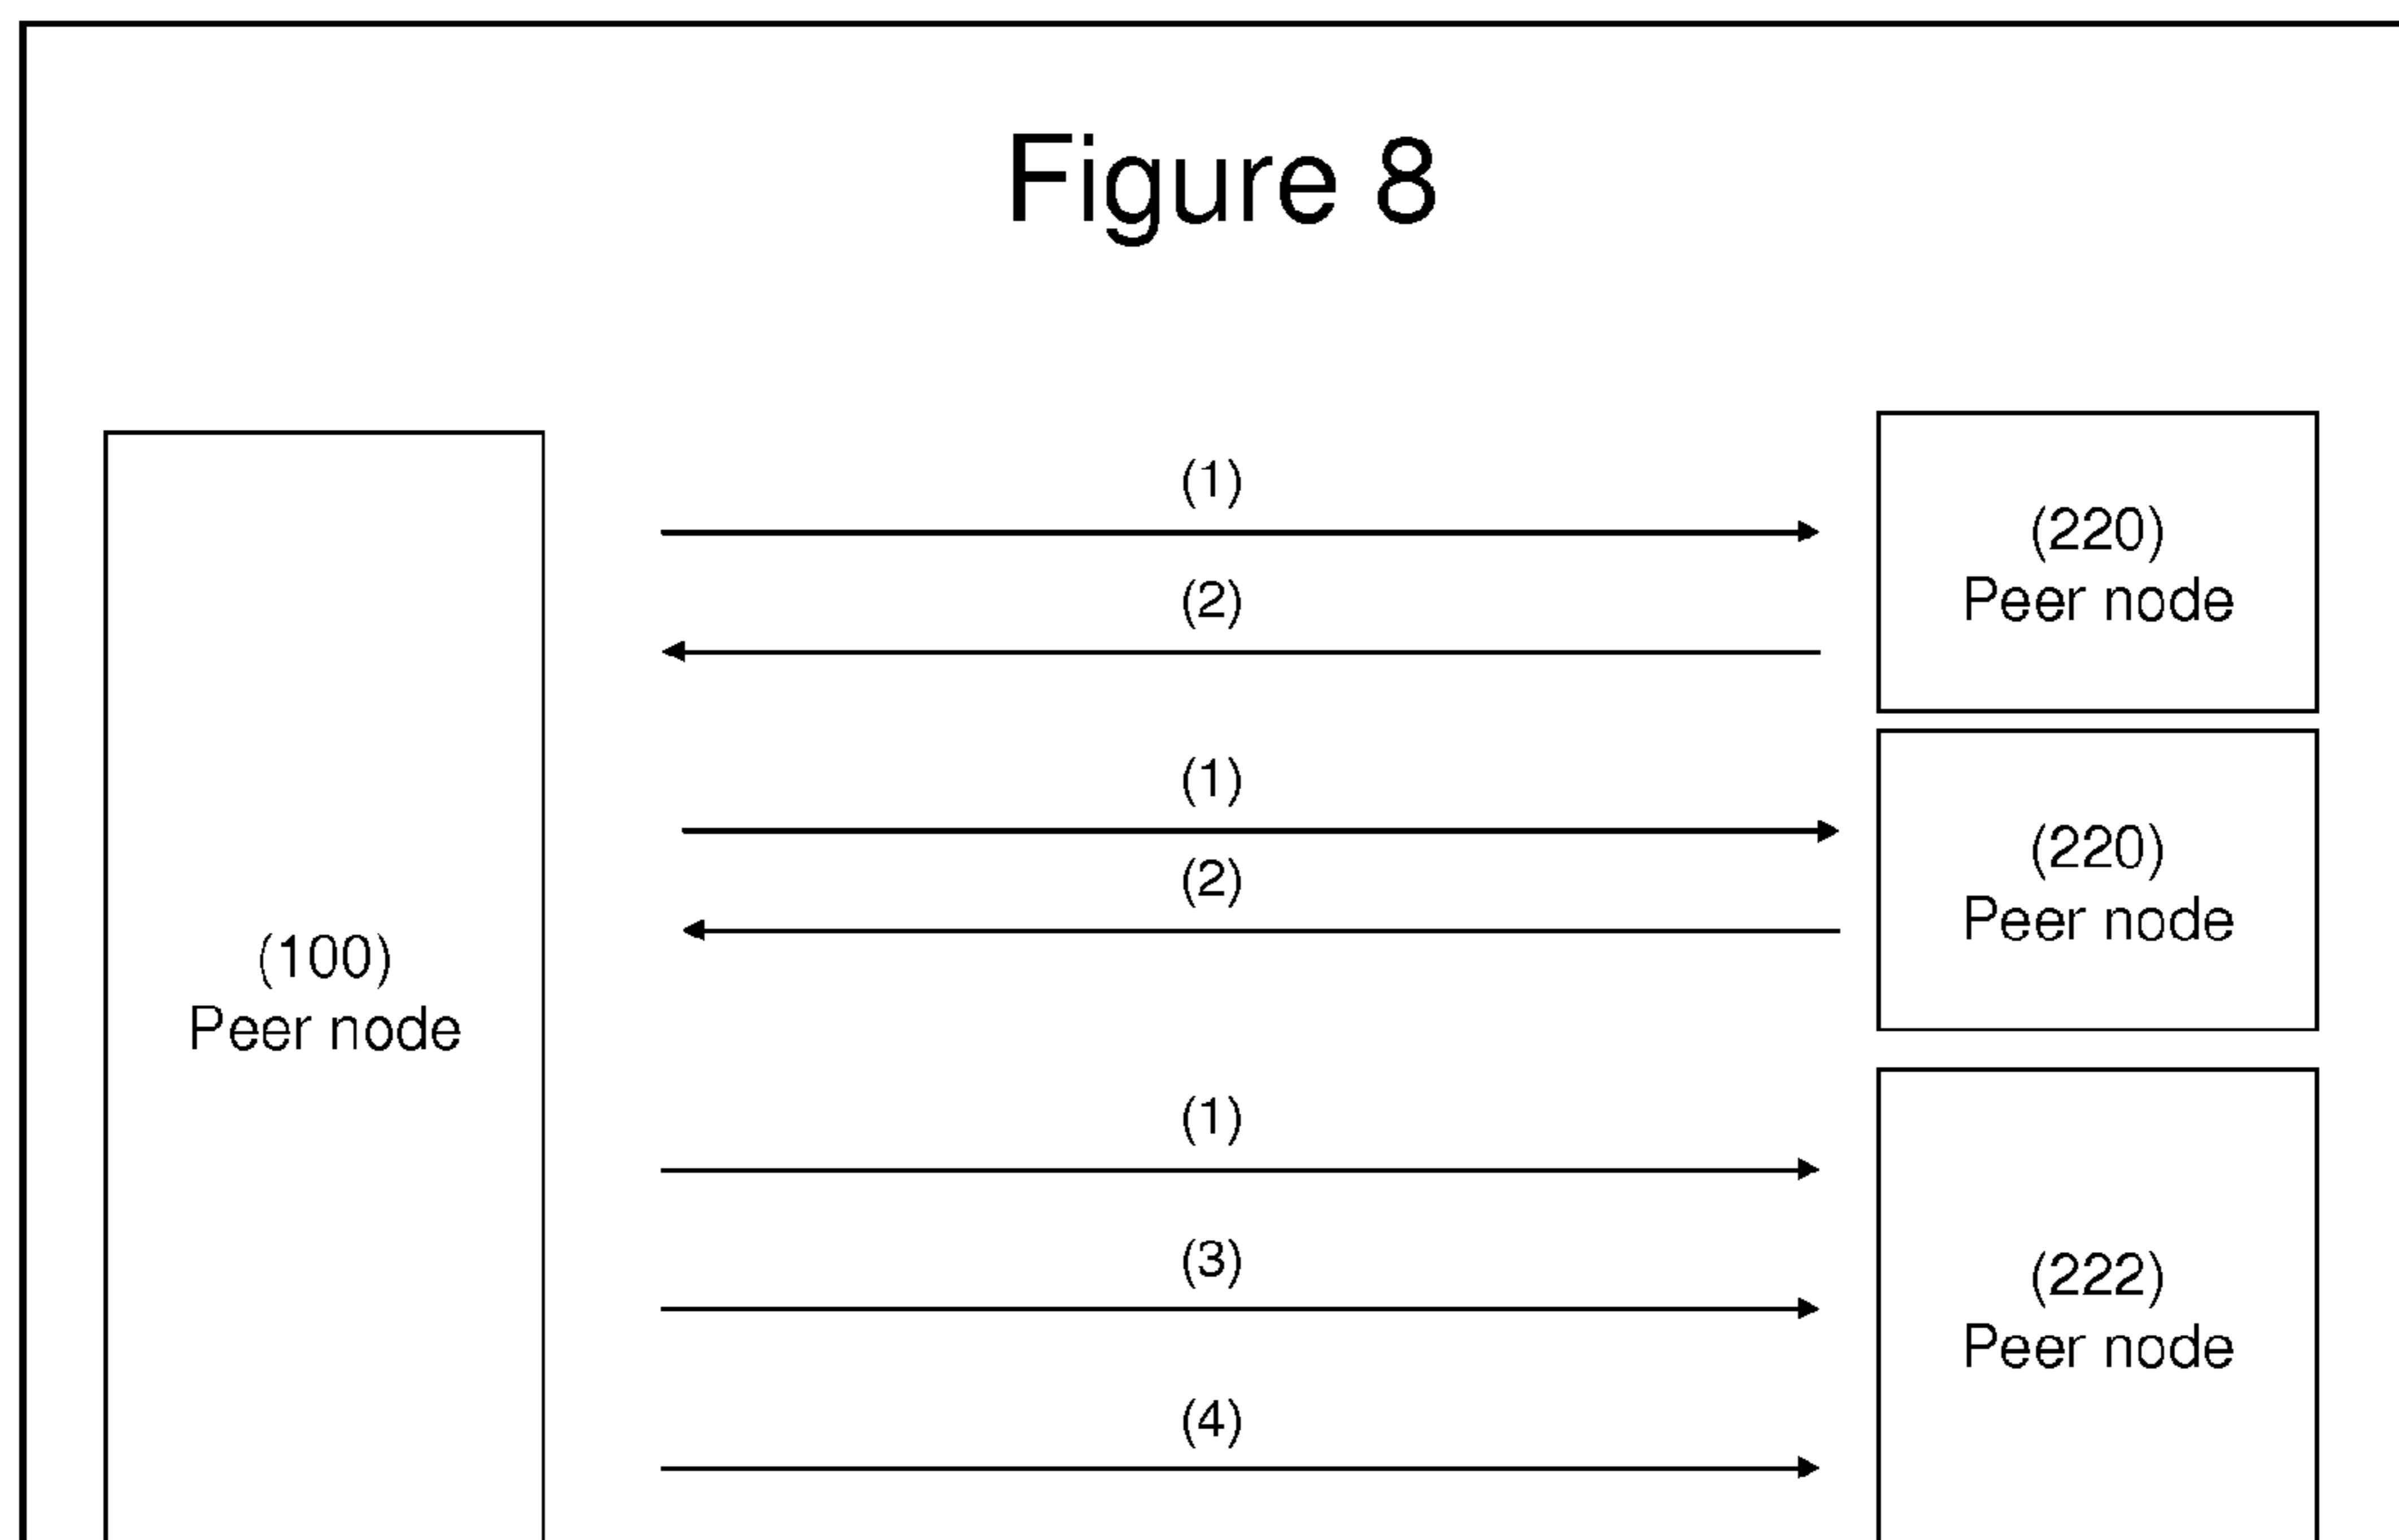 Figure 8
(100)
Peer node
(1)
(2)
(220)
Peer node
(1)
(2)
(220)
Peer node
(1)
(3)
(4)
(222)
Peer node